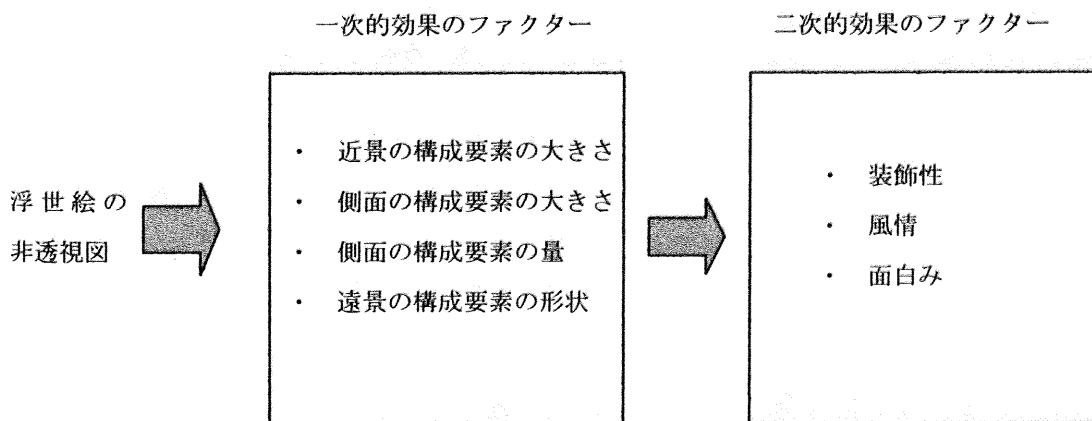 一次的効果のファクター
二次的効果のファクター
浮世絵の
非透視図
・ 近景の構成要素の大きさ
・ 側面の構成要素の大きさ
・ 側面の構成要素の量
・ 遠景の構成要素の形状
・ 装飾性
・ 風情
・ 面白み